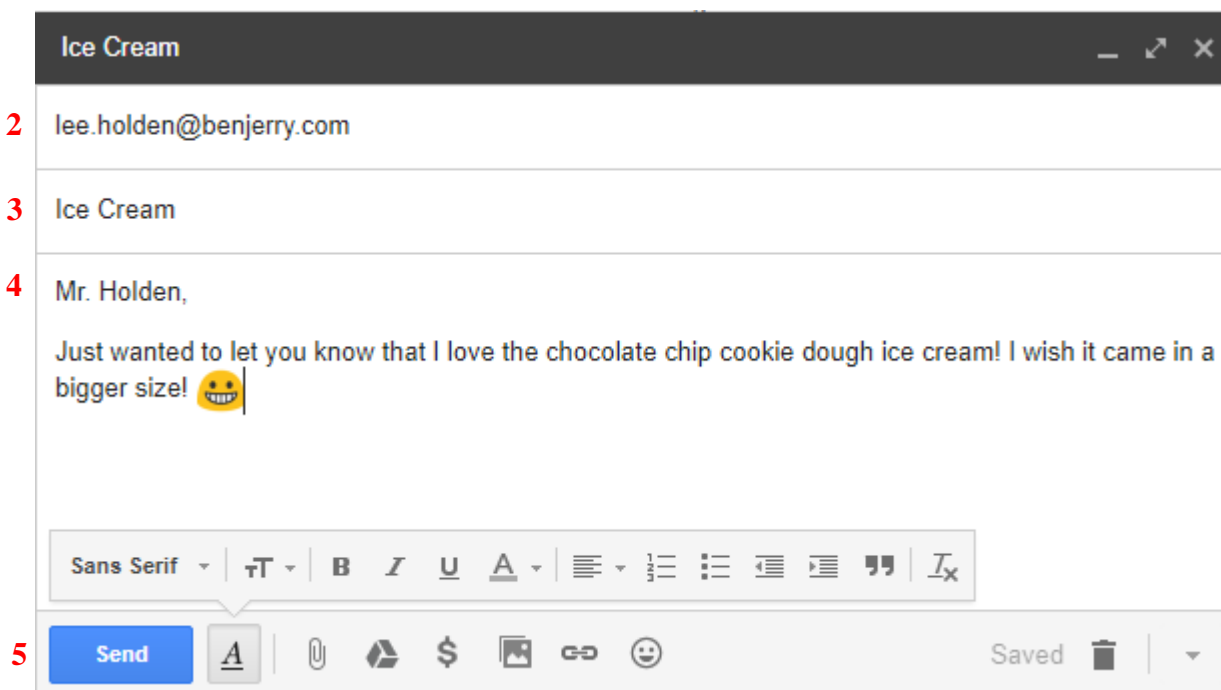 Ice Cream
2 lee.holden@benjerry.com
3 Ice Cream
4 Mr. Holden,
Just wanted to let you know that I love the chocolate chip cookie dough ice cream! I wish it came in a
bigger size!
Sans Serif
5 Send Saved